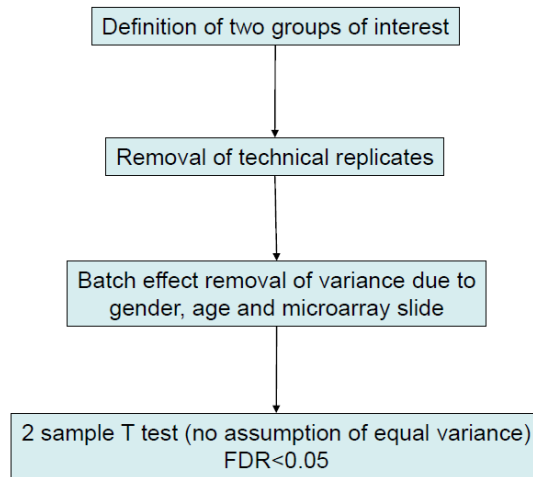 Definition of two groups of interest
Removal of technical replicates
Batch effect removal of variance due to
gender, age and microarray slide
2 sample T test (no assumption of equal variance)
FDR<0.05